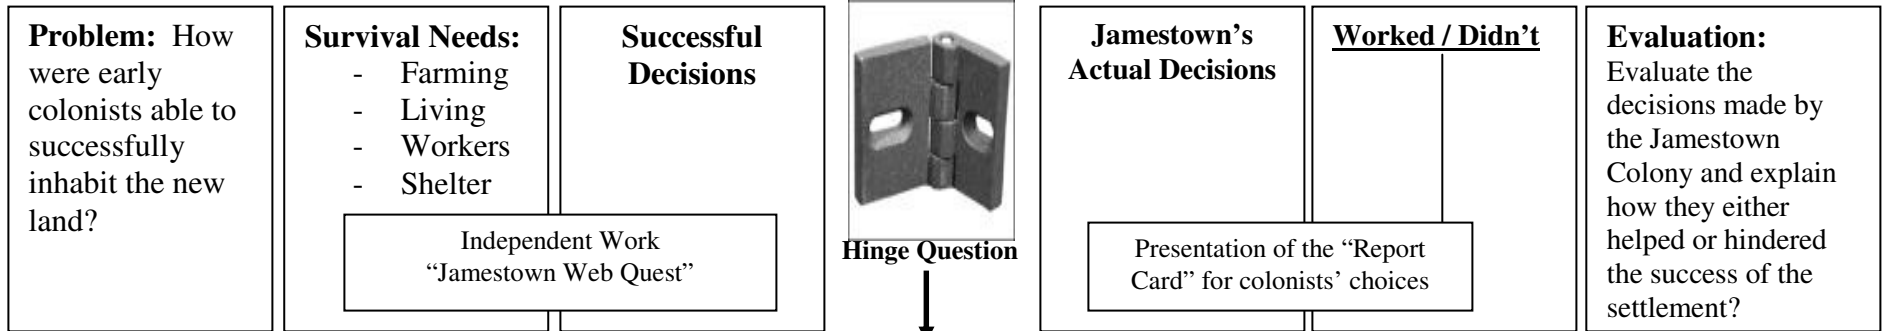 Problem: How
were early
colonists able to
successfully
inhabit the new
land?
Survival Needs:
- Farming
- Living
- Workers
- Shelter
Successful
Decisions
Independent Work
“Jamestown Web Quest”
Hinge Question
Jamestown’s
Actual Decisions
Worked / Didn’t
Presentation of the “Report
Card” for colonists’ choices
Evaluation:
Evaluate the
decisions made by
the Jamestown
Colony and explain
how they either
helped or hindered
the success of the
settlement?